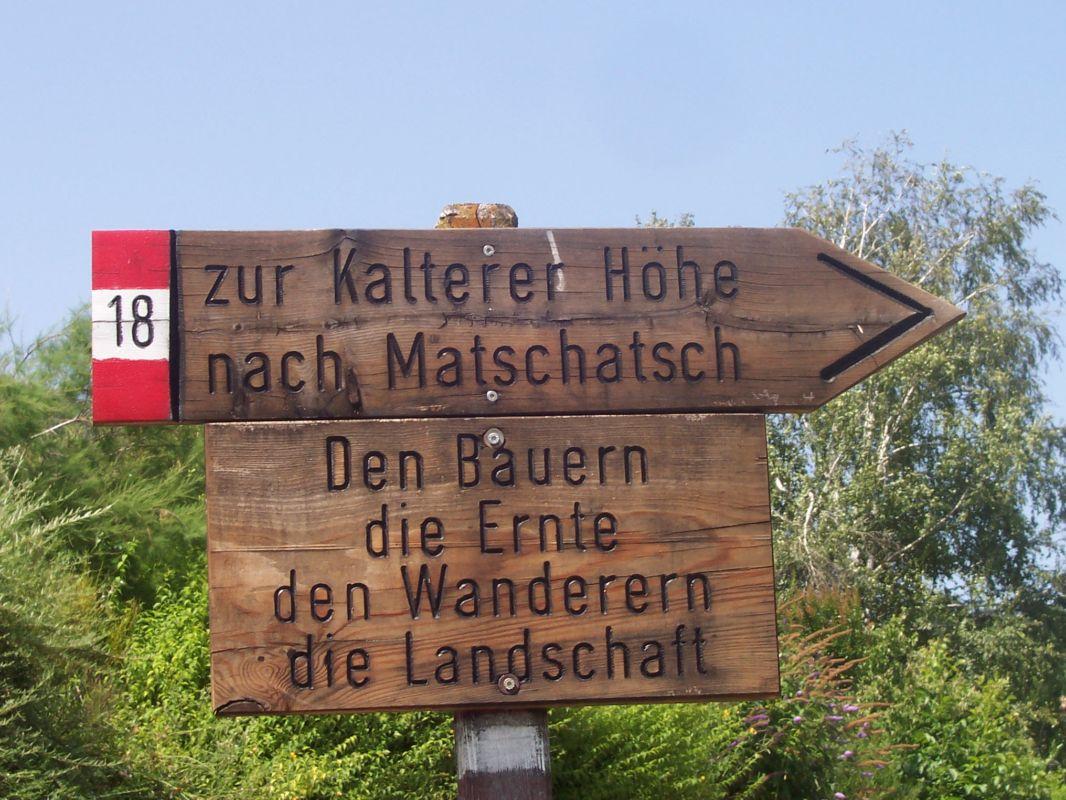 18
zur Kalterer Höhe
nach Matschatsch
Den Bauern
die Ernte
den Wanderern
die Landschaft